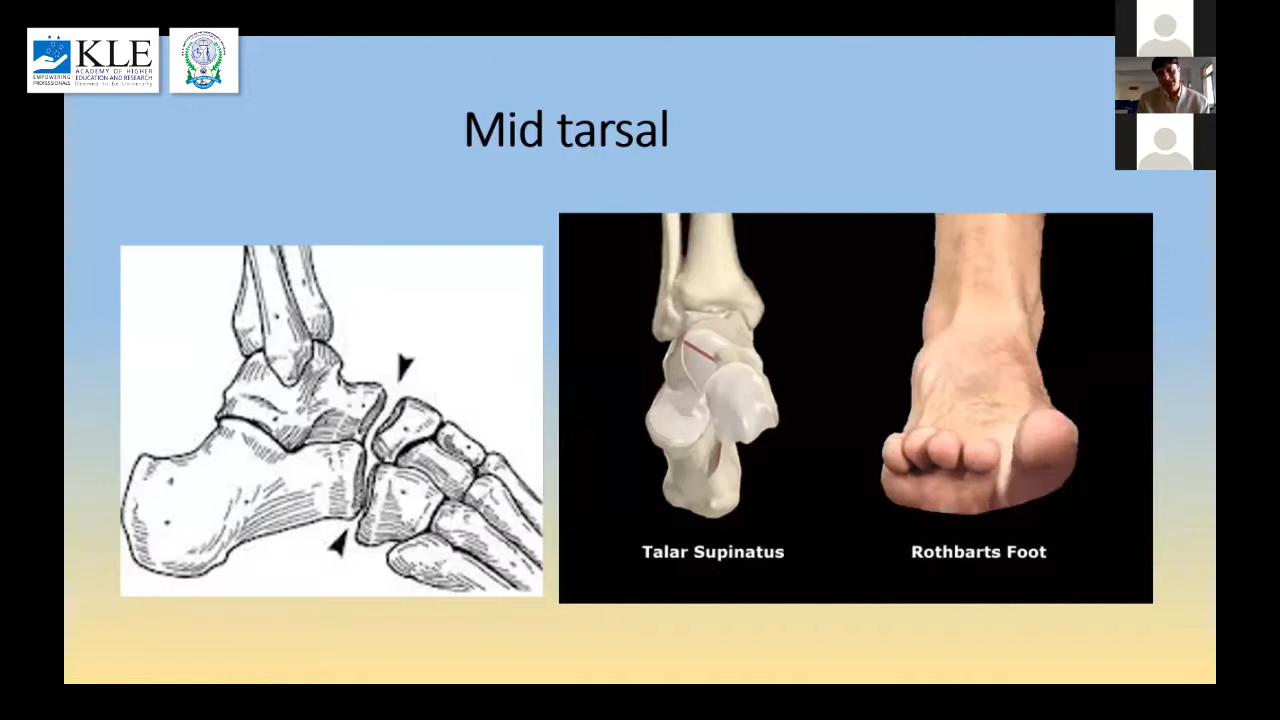 KLE
ACADEMY OF HIGHER
EDUCATION AND RESEARCH
Deemed-to-be-University
EMPOWERING
PROFESSIONALS
Mid tarsal
Talar Supinatus
Rothbarts Foot